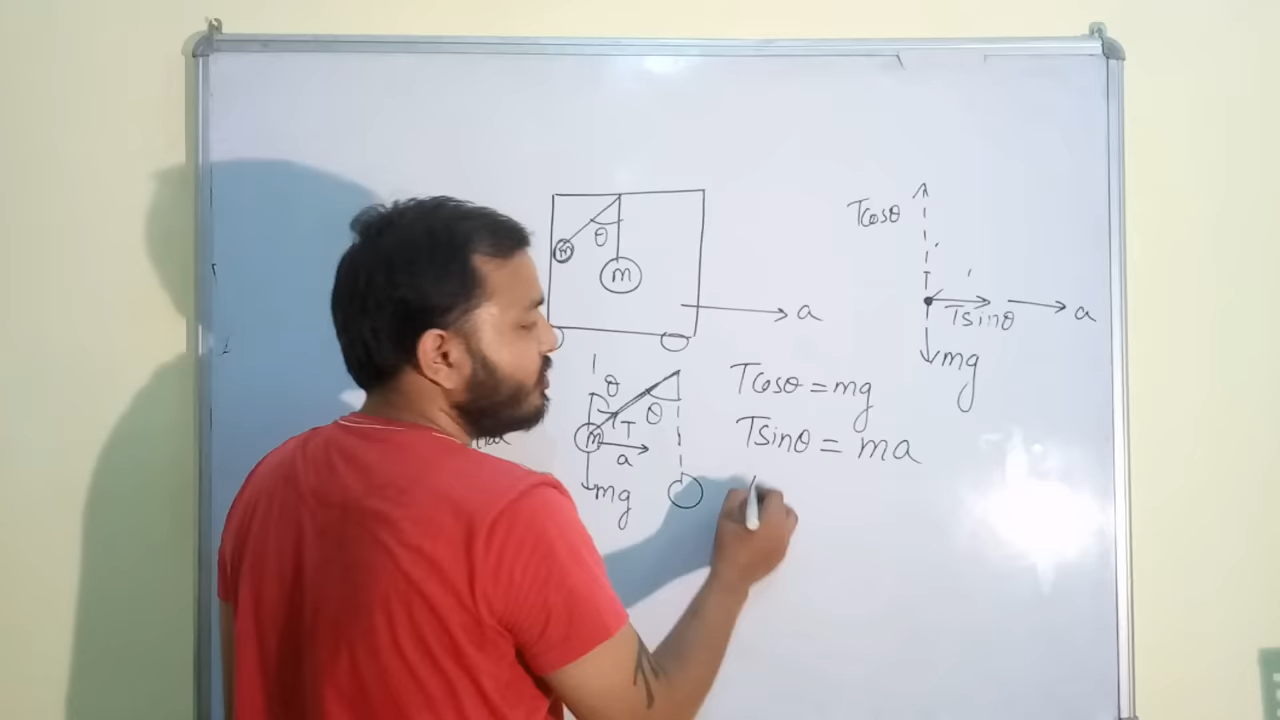 m
θ
m
a
Tcosθ
Tsinθ
a
mg
θ
θ
m
T
a
mg
Tcosθ = mg
Tsinθ = ma